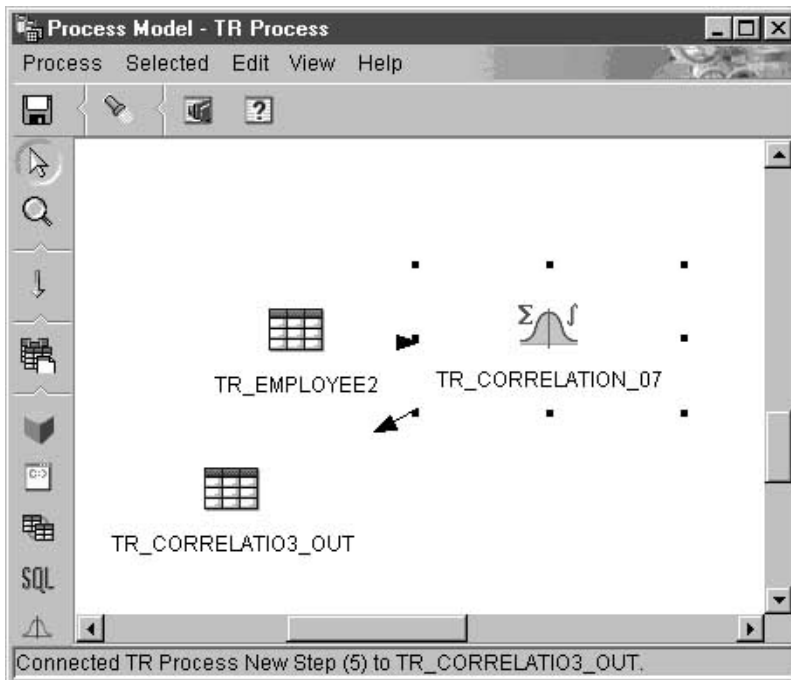 Process Model - TR Process
Process Selected Edit View Help
?
TR_EMPLOYEE2
TR_CORRELATION_07
TR_CORRELATIO3_OUT
SQL
Connected TR Process New Step (5) to TR_CORRELATIO3_OUT.